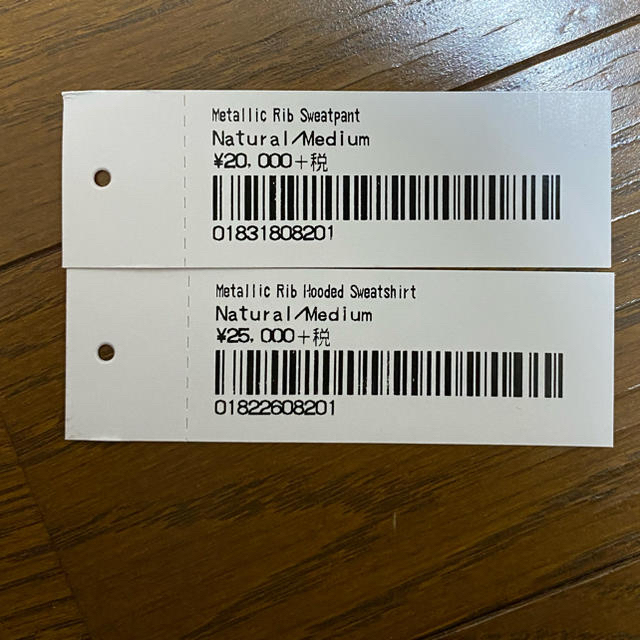 Metallic Rib Sweatpant
Natural/Medium
¥20,000+税
01831808201
Metallic Rib Hooded Sweatshirt
Natural/Medium
¥25,000+税
01822608201